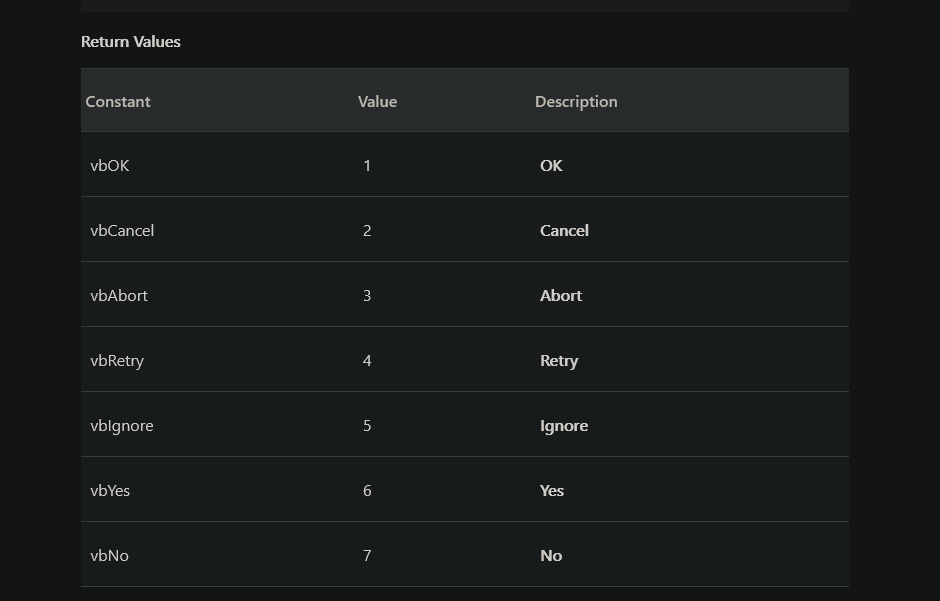 Return Values
Constant Value Description
vbOK 1 OK
vbCancel 2 Cancel
vbAbort 3 Abort
vbRetry 4 Retry
vbIgnore 5 Ignore
vbYes 6 Yes
vbNo 7 No